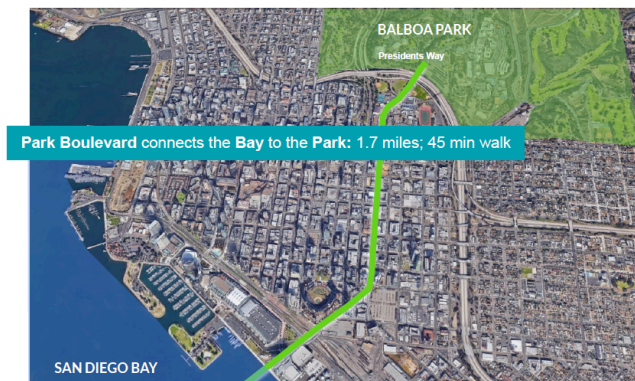 BALBOA PARK
Presidents Way
Park Boulevard connects the Bay to the Park: 1.7 miles; 45 min walk
SAN DIEGO BAY